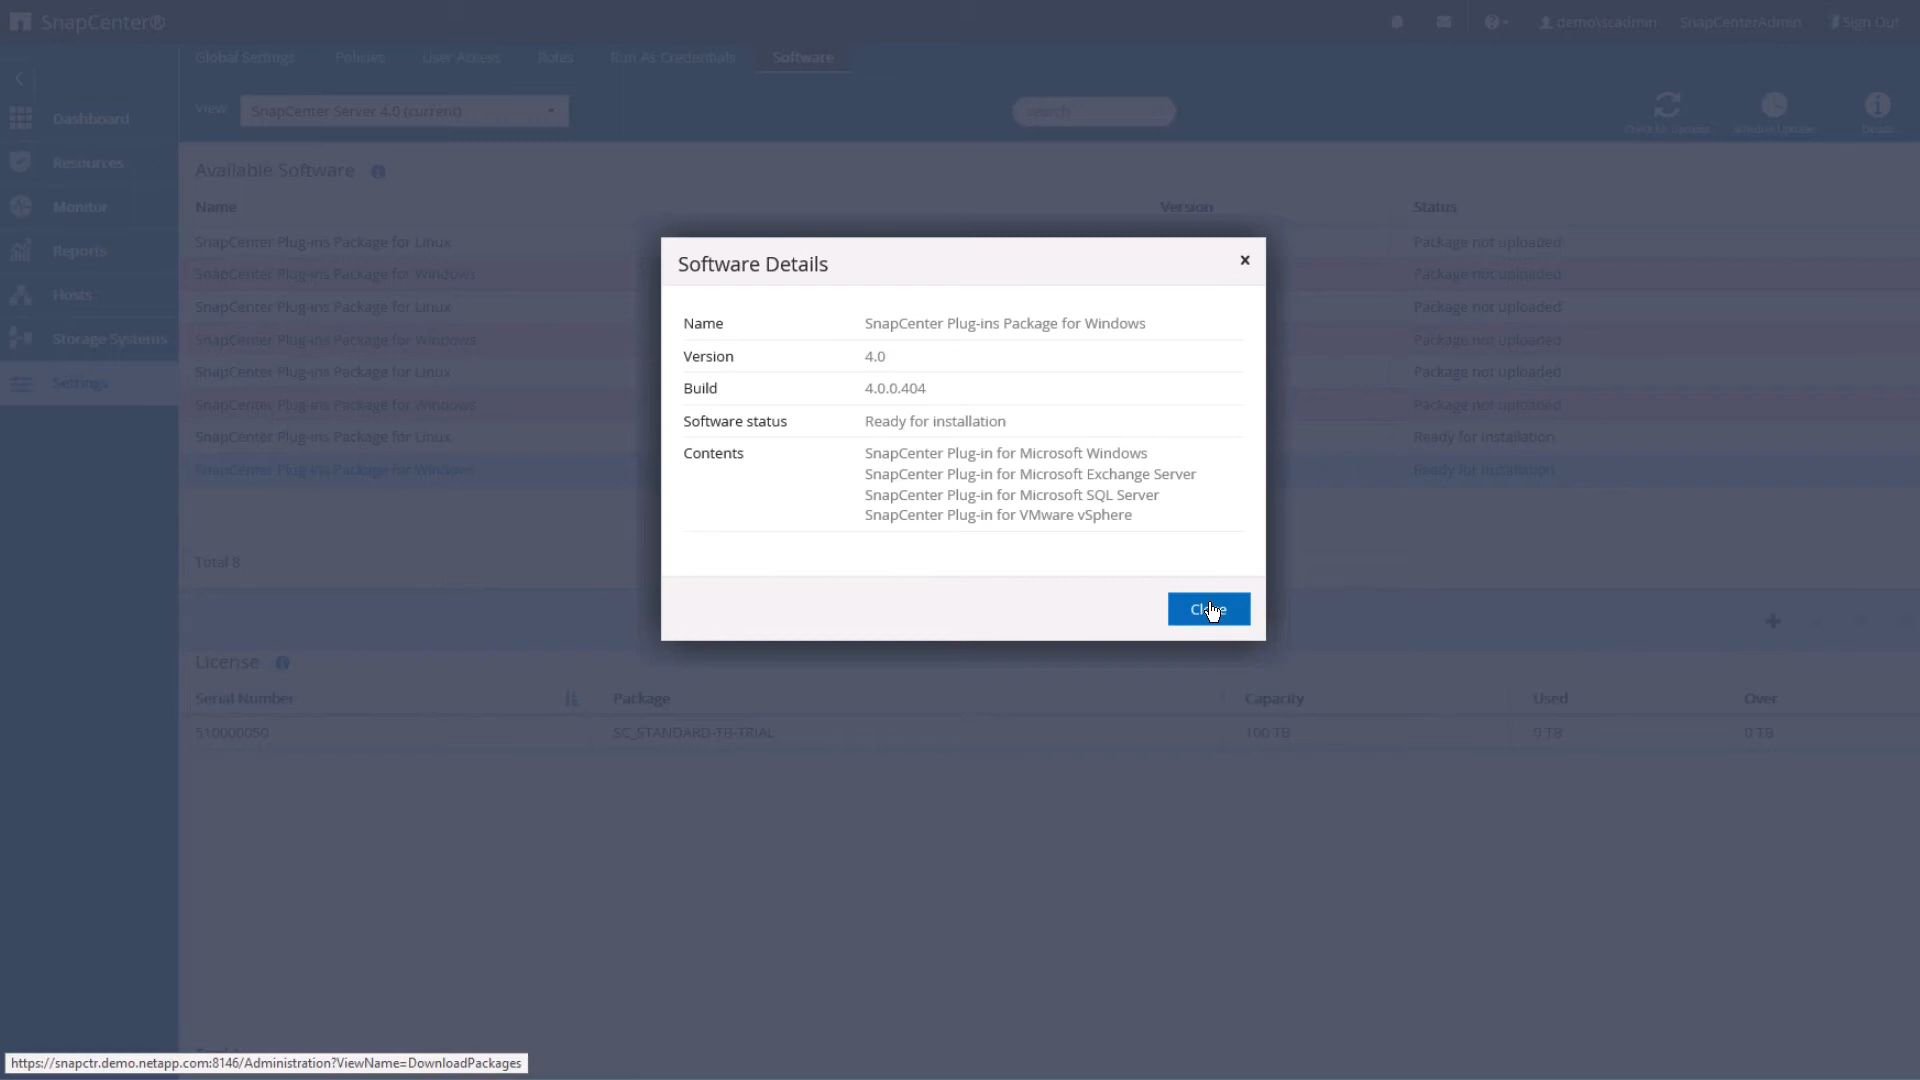 SnapCenter®
demo\scadmin
SnapCenterAdmin
Sign Out
Global Settings
Policies
User Access
Roles
Run As Credentials
Software
View
SnapCenter Server 4.0 (current)
search
Check for Updates
Schedule Updates
Details
Dashboard
Resources
Monitor
Reports
Hosts
Storage Systems
Settings
Available Software
Name
Version
Status
SnapCenter Plug-ins Package for Linux
Package not uploaded
SnapCenter Plug-ins Package for Windows
Package not uploaded
SnapCenter Plug-ins Package for Linux
Package not uploaded
SnapCenter Plug-ins Package for Windows
Package not uploaded
SnapCenter Plug-ins Package for Linux
Package not uploaded
SnapCenter Plug-ins Package for Windows
Package not uploaded
SnapCenter Plug-ins Package for Linux
Ready for installation
SnapCenter Plug-ins Package for Windows
Ready for installation
Total 8
Software Details
Name
SnapCenter Plug-ins Package for Windows
Version
4.0
Build
4.0.0.404
Software status
Ready for installation
Contents
SnapCenter Plug-in for Microsoft Windows
SnapCenter Plug-in for Microsoft Exchange Server
SnapCenter Plug-in for Microsoft SQL Server
SnapCenter Plug-in for VMware vSphere
Close
License
Serial Number
Package
Capacity
Used
Over
510000050
SC_STANDARD-TB-TRIAL
100 TB
0 TB
0 TB
https://snapctr.demo.netapp.com:8146/Administration?ViewName=DownloadPackages